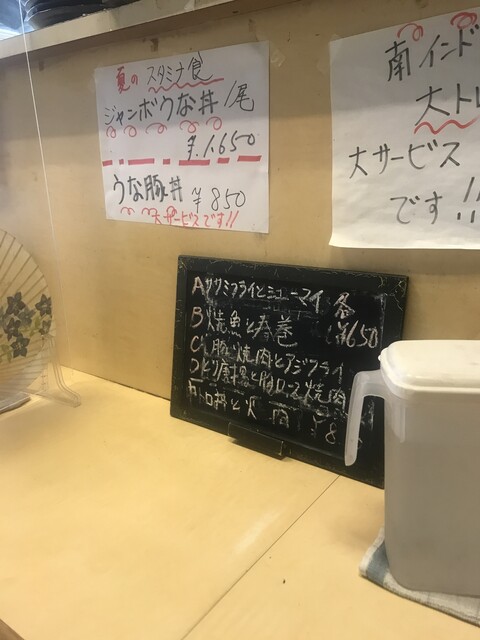 夏の スタミナ食
ジャンボうな丼 1尾
¥1.650
うな豚丼 ¥850
大サービスです!!
南インド
大ト
大サービス
です!!
Aササミフライとシューマイ 各
B焼魚と春巻 ¥650
C豚焼肉とアジフライ
Dとり唐揚と豚ロース焼肉
¥8